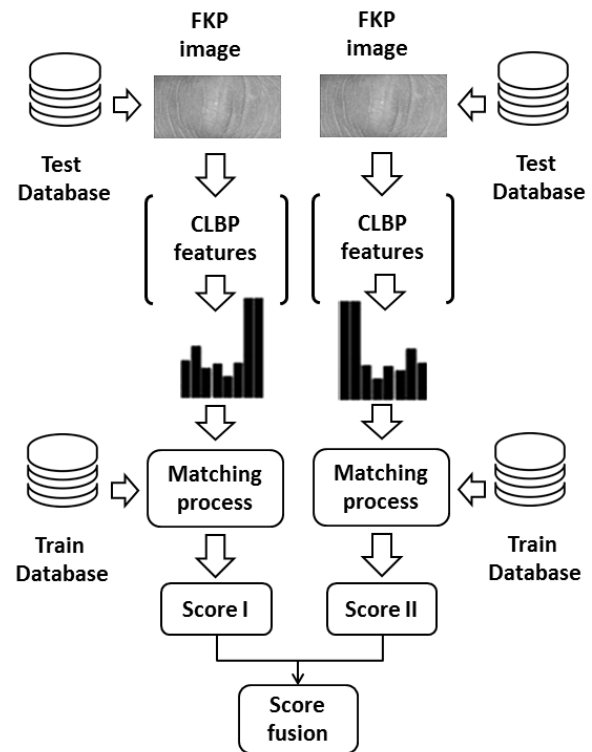 FKP
image
FKP
image
Test
Database
Test
Database
CLBP
features
CLBP
features
Matching
process
Matching
process
Train
Database
Train
Database
Score I
Score II
Score
fusion